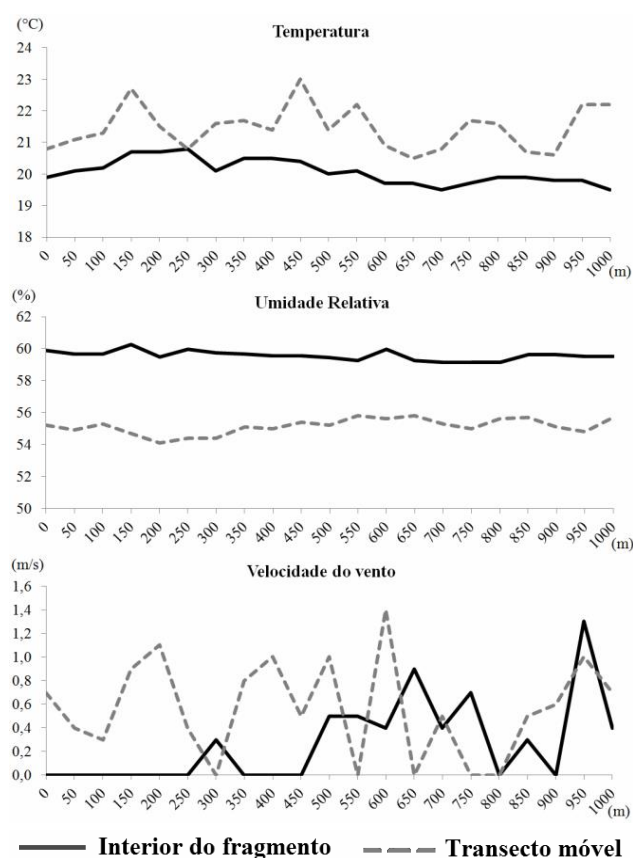 (°C)
Temperatura
24
23
22
21
20
19
18
0 50 100 150 200 250 300 350 400 450 500 550 600 650 700 750 800 850 900 950 1000 (m)
(%)
Umidade Relativa
62
60
58
56
54
52
50
0 50 100 150 200 250 300 350 400 450 500 550 600 650 700 750 800 850 900 950 1000 (m)
(m/s)
Velocidade do vento
1,6
1,4
1,2
1,0
0,8
0,6
0,4
0,2
0,0
0 50 100 150 200 250 300 350 400 450 500 550 600 650 700 750 800 850 900 950 1000 (m)
Interior do fragmento Transecto móvel